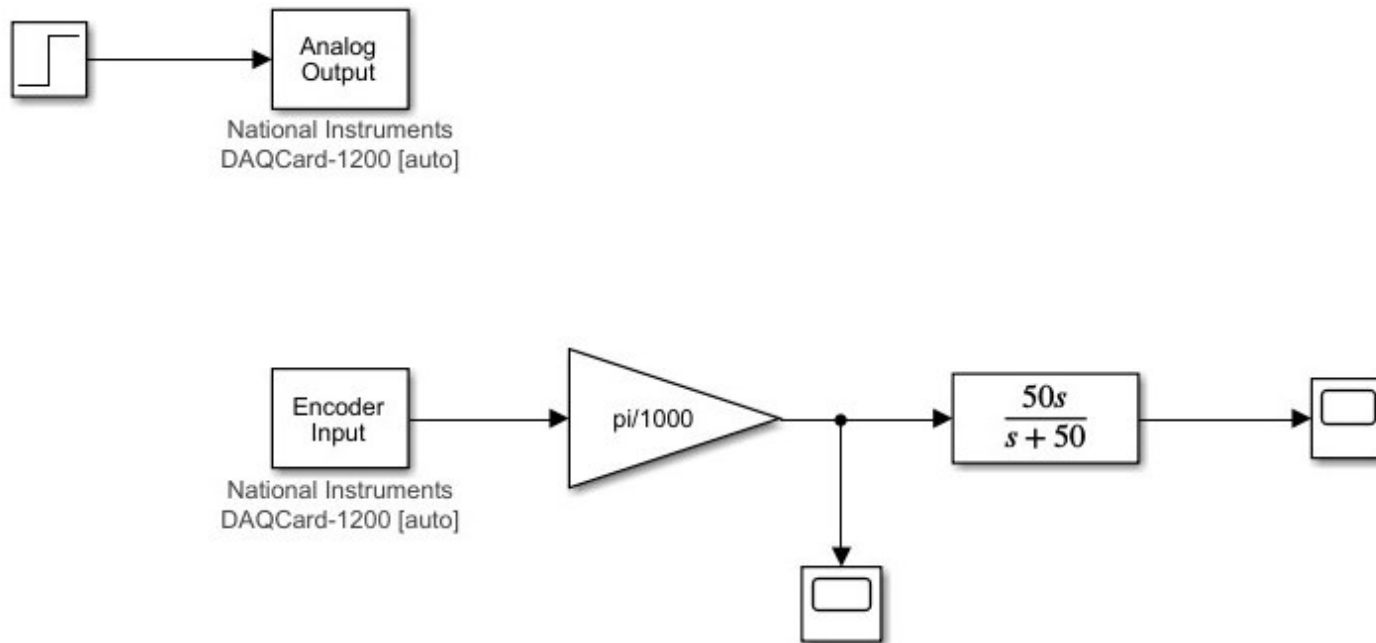 Analog
Output
National Instruments
DAQCard-1200 [auto]
Encoder
Input
pi/1000
50s
s + 50
National Instruments
DAQCard-1200 [auto]